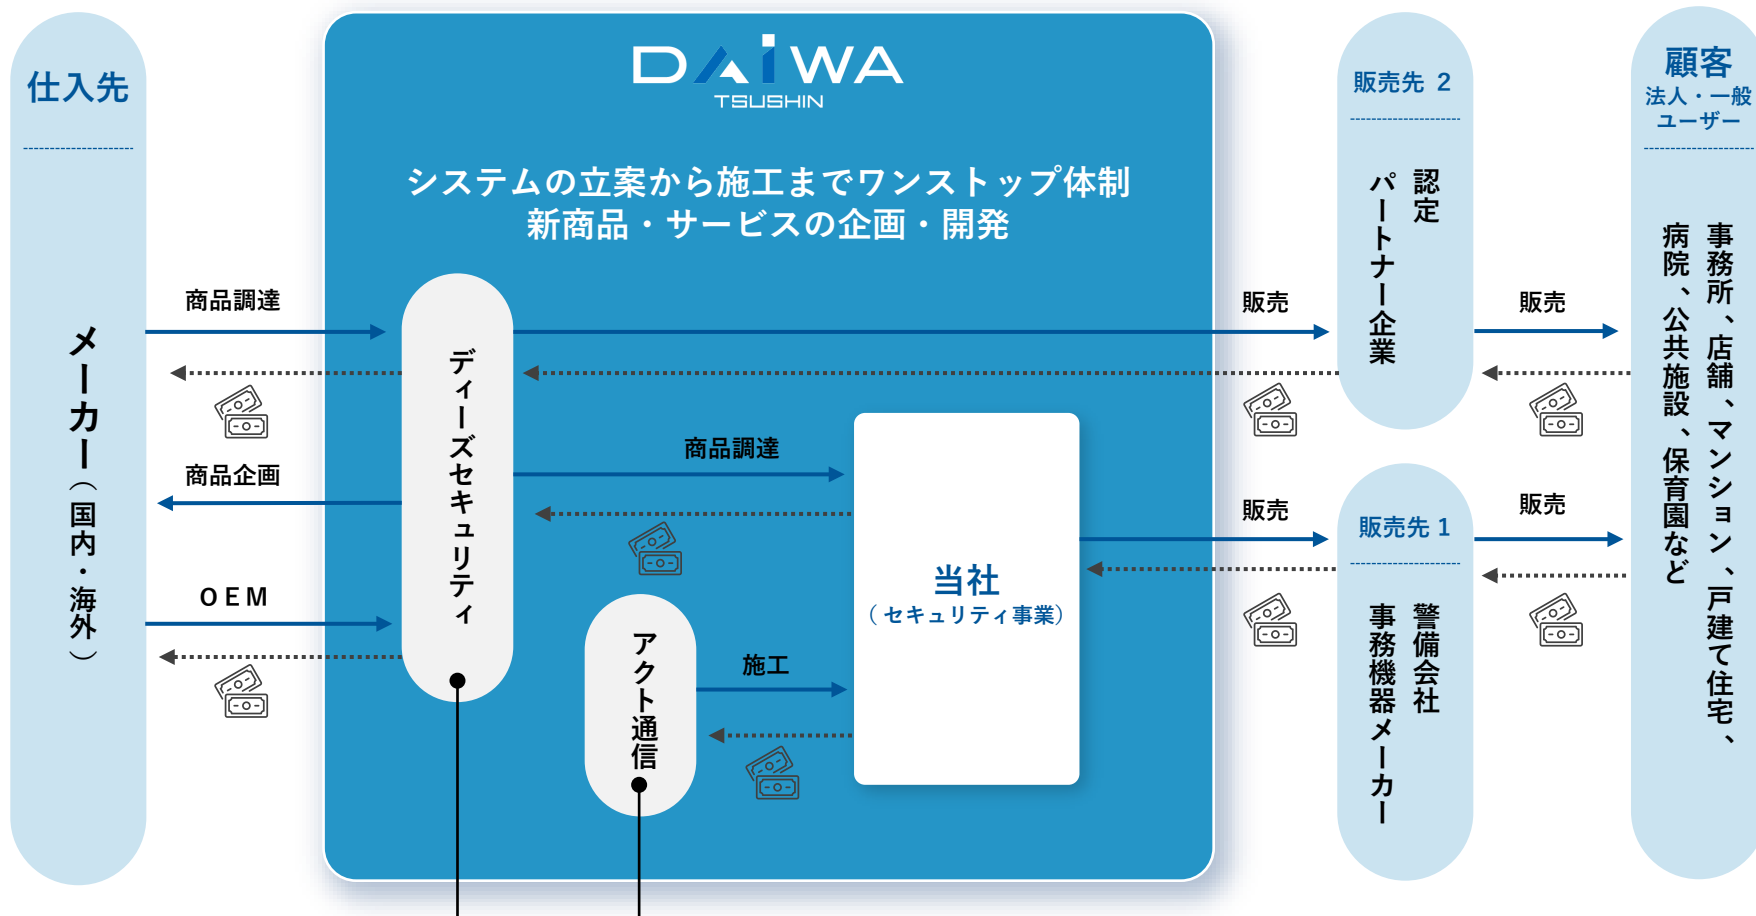 仕入先
メーカー（国内・海外）
DAiWA
TSUSHIN
システムの立案から施工までワンストップ体制
新商品・サービスの企画・開発
商品調達
商品企画
OEM
ディーズセキュリティ
商品調達
アクト通信
施工
当社
（セキュリティ事業）
販売
販売
販売先 2
認定
パートナー企業
販売先 1
警備会社
事務機器メーカー
販売
販売
顧客
法人・一般
ユーザー
事務所、店舗、マンション、戸建て住宅、
病院、公共施設、保育園など